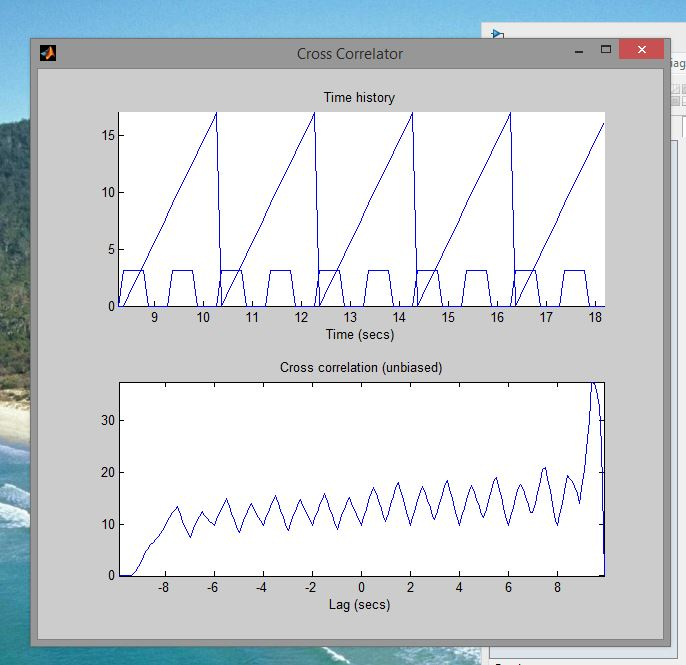 Cross Correlator
iag
Time history
15
10
5
0
9 10 11 12 13 14 15 16 17 18
Time (secs)
Cross correlation (unbiased)
30
20
10
0
-8 -6 -4 -2 0 2 4 6 8
Lag (secs)